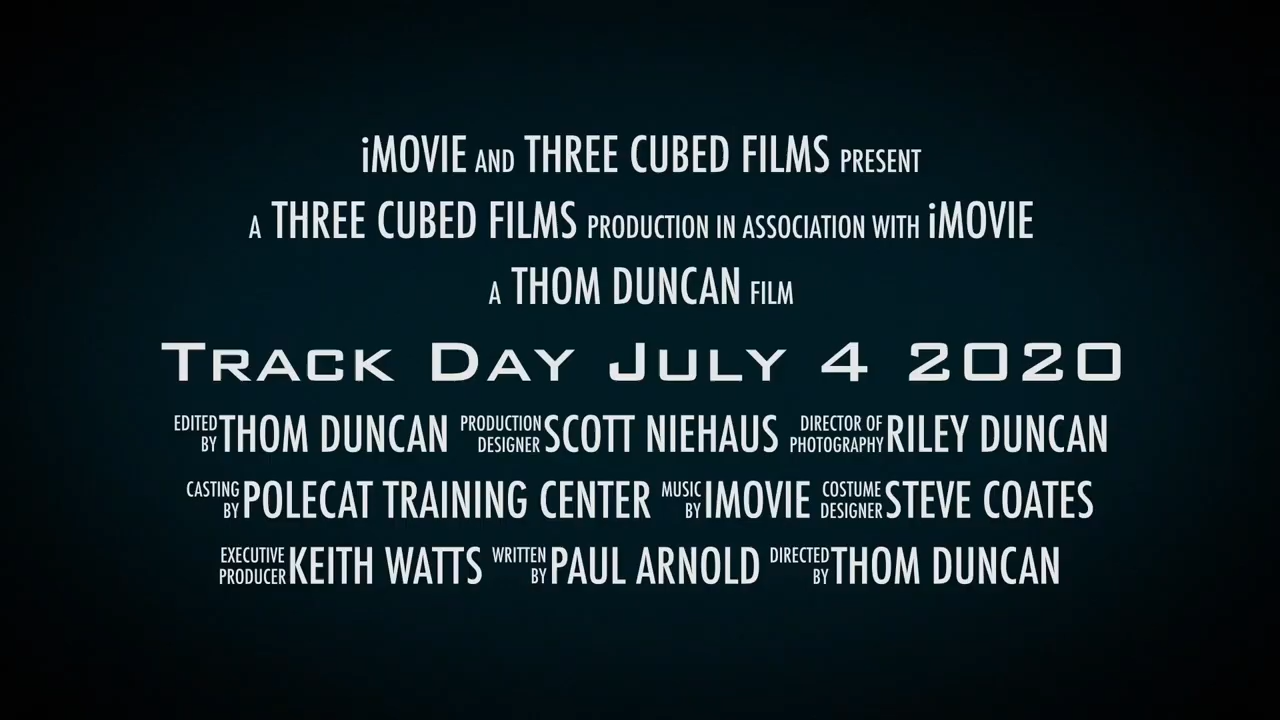 iMOVIE AND THREE CUBED FILMS PRESENT
A THREE CUBED FILMS PRODUCTION IN ASSOCIATION WITH iMOVIE
A THOM DUNCAN FILM
TRACK DAY JULY 4 2020
EDITED BY THOM DUNCAN PRODUCTION DESIGNER SCOTT NIEHAUS DIRECTOR OF PHOTOGRAPHY RILEY DUNCAN
CASTING BY POLECAT TRAINING CENTER MUSIC BY IMOVIE COSTUME DESIGNER STEVE COATES
EXECUTIVE PRODUCER KEITH WATTS WRITTEN BY PAUL ARNOLD DIRECTED BY THOM DUNCAN